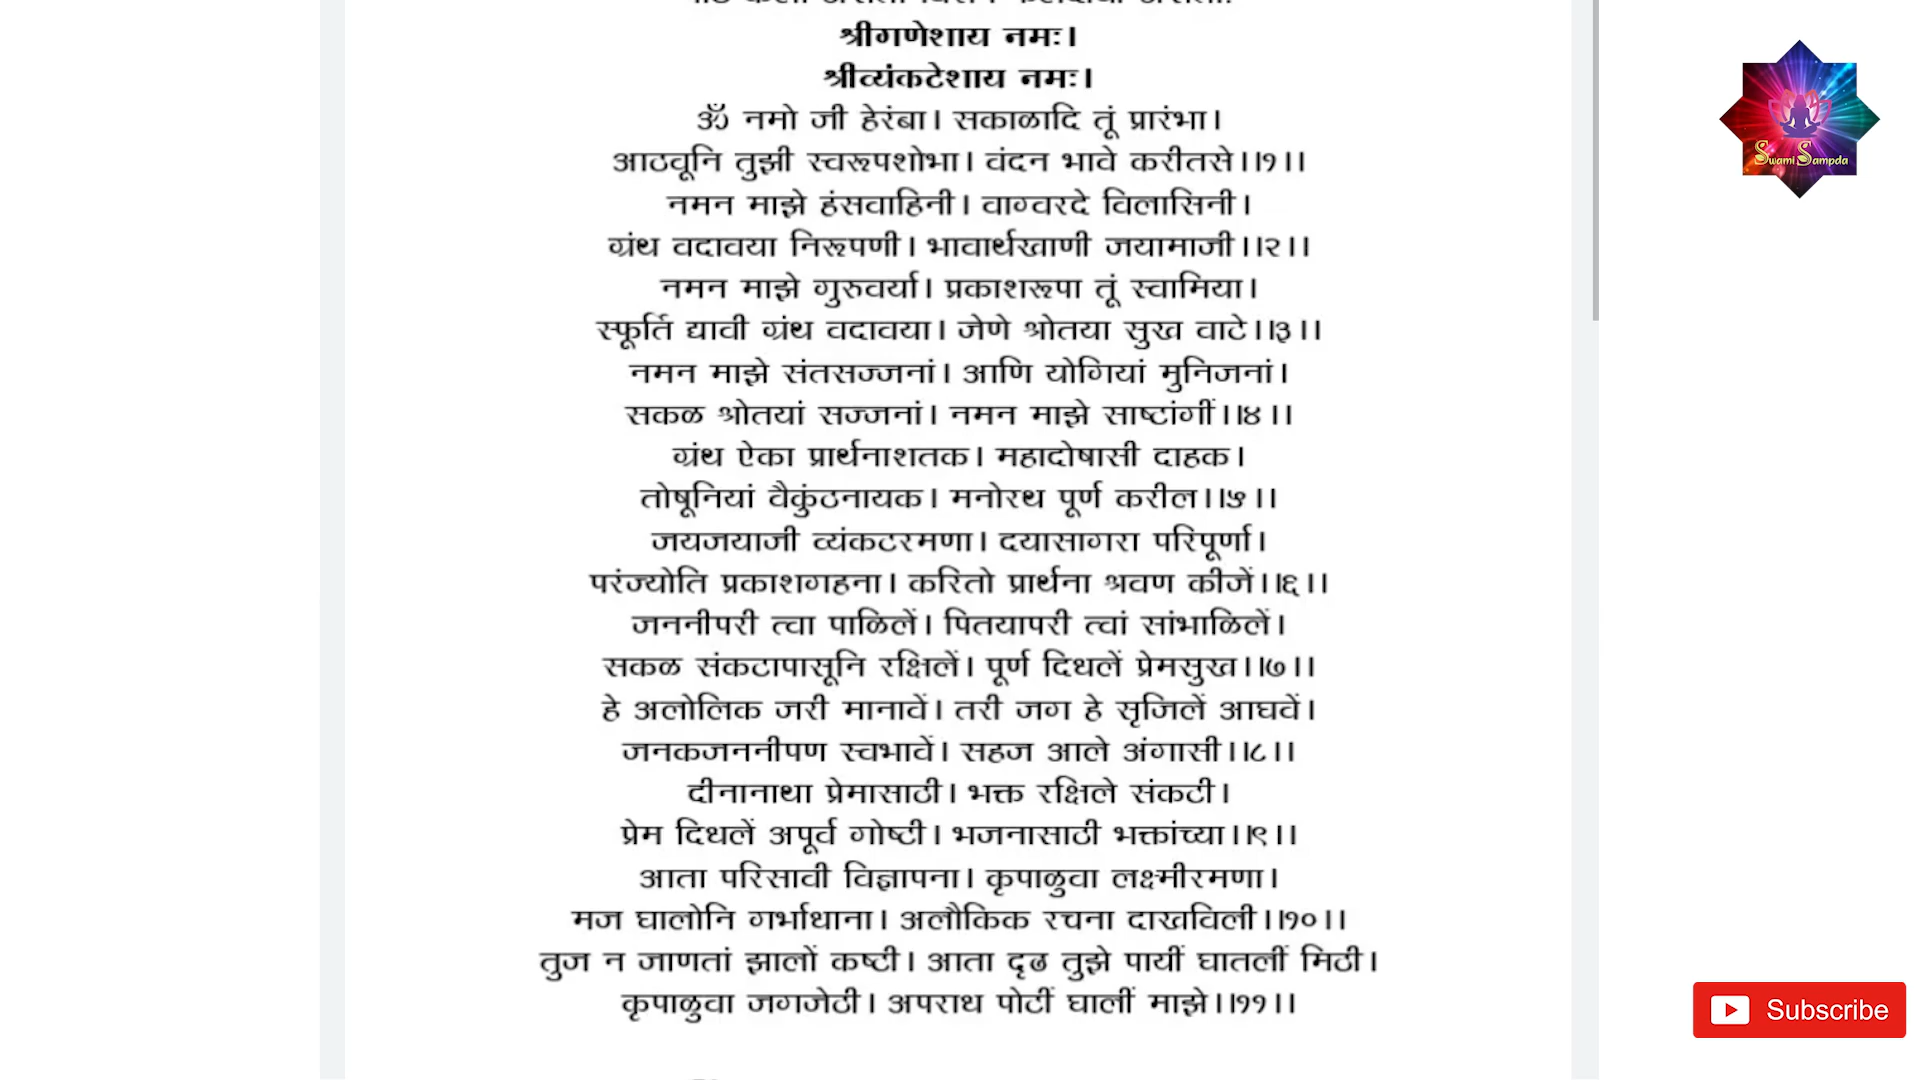 श्रीगणेशाय नमः।
श्रीव्यंकटेशाय नमः।
ॐ नमो जी हेरंबा। सकाळादि तूं प्रारंभा।
आठवूनि तुझी स्वरूपशोभा। वंदन भावे करीतसे।।१।।
नमन माझे हंसवाहिनी। वाग्वरदे विलासिनी।
ग्रंथ वदावया निरूपणी। भावार्थखाणी जयामाजी।।२।।
नमन माझे गुरुवर्या। प्रकाशरूपा तूं स्वामिया।
स्फूर्ति द्यावी ग्रंथ वदावया। जेणे श्रोतया सुख वाटे।।३।।
नमन माझे संतसज्जनां। आणि योगियां मुनिजनां।
सकळ श्रोतयां सज्जनां। नमन माझे साष्टांगीं।।४।।
ग्रंथ ऐका प्रार्थनाशतक। महादोषासी दाहक।
तोषूनियां वैकुंठनायक। मनोरथ पूर्ण करील।।५।।
जयजयाजी व्यंकटरमणा। दयासागरा परिपूर्णा।
परंज्योति प्रकाशगहना। करितो प्रार्थना श्रवण कीजें।।६।।
जननीपरी त्वा पाळिलें। पितयापरी त्वां सांभाळिलें।
सकळ संकटापासूनि रक्षिलें। पूर्ण दिधलें प्रेमसुख।।७।।
हे अलोलिक जरी मानावें। तरी जग हे सृजिलें आघवें।
जनकजननीपण स्वभावें। सहज आले अंगासी।।८।।
दीनानाथा प्रेमासाठी। भक्त रक्षिले संकटी।
प्रेम दिधलें अपूर्व गोष्टी। भजनासाठी भक्तांच्या।।९।।
आता परिसावी विज्ञापना। कृपाळुवा लक्ष्मीरमणा।
मज घालोनि गर्भाधाना। अलौकिक रचना दाखविली।।१०।।
तुज न जाणतां झालों कष्टी। आता दृढ तुझे पायीं घातलीं मिठी।
कृपाळुवा जगजेठी। अपराध पोटीं घालीं माझे।।११।।
Swami Sampda
Subscribe